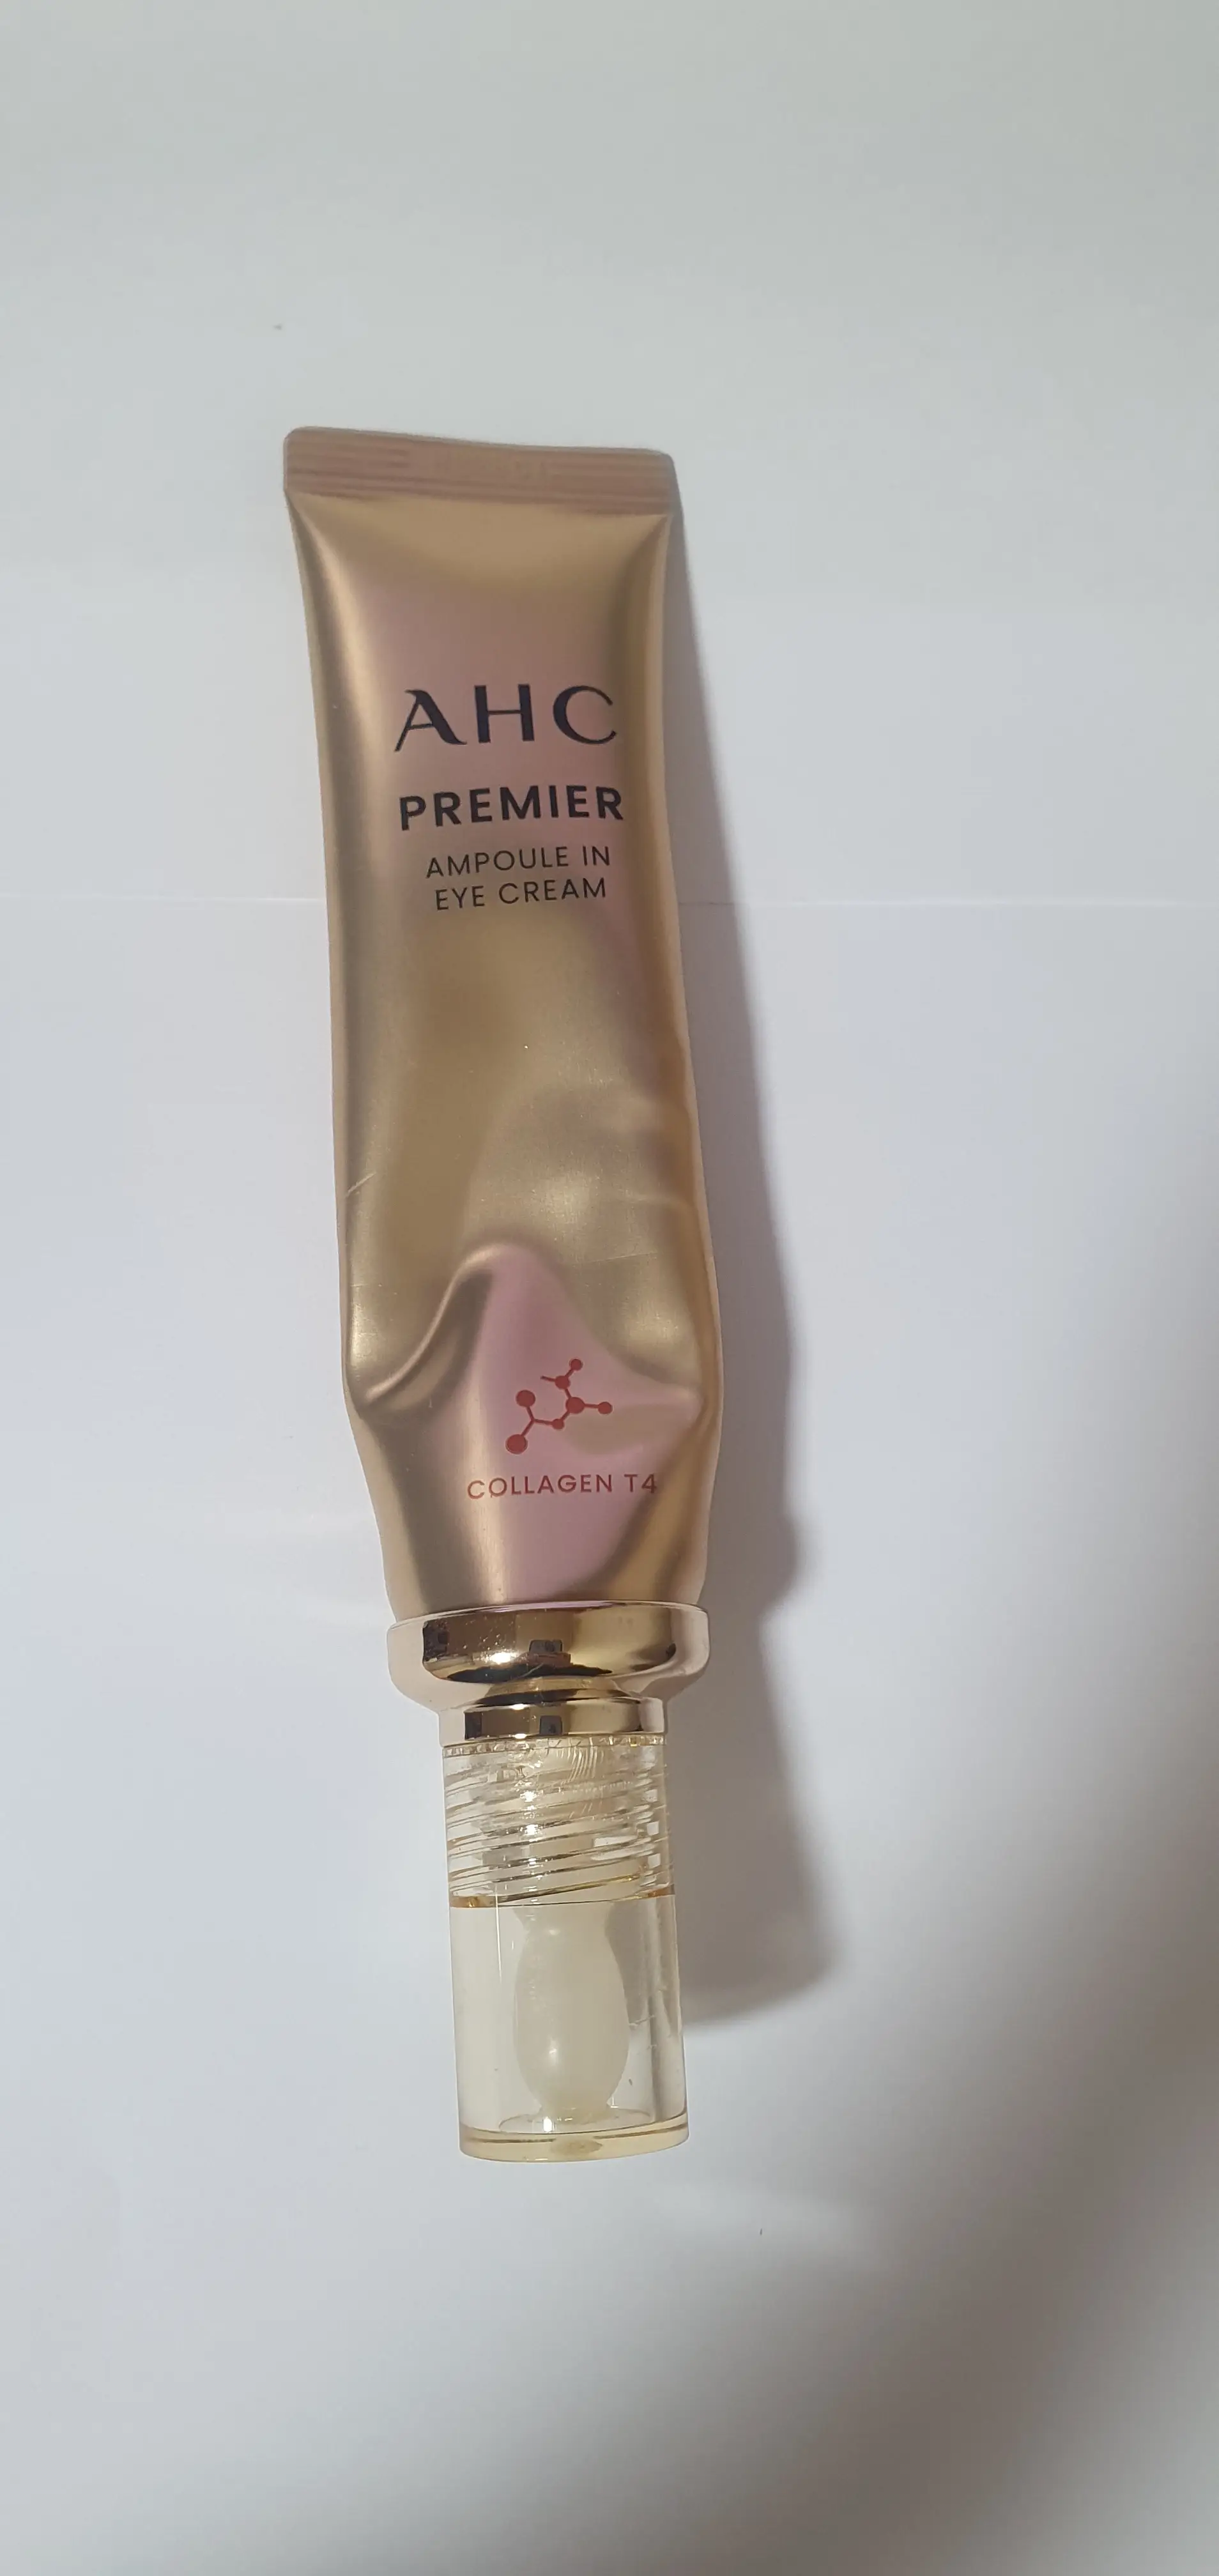 AHC
PREMIER
AMPOULE IN
EYE CREAM
COLLAGEN T4